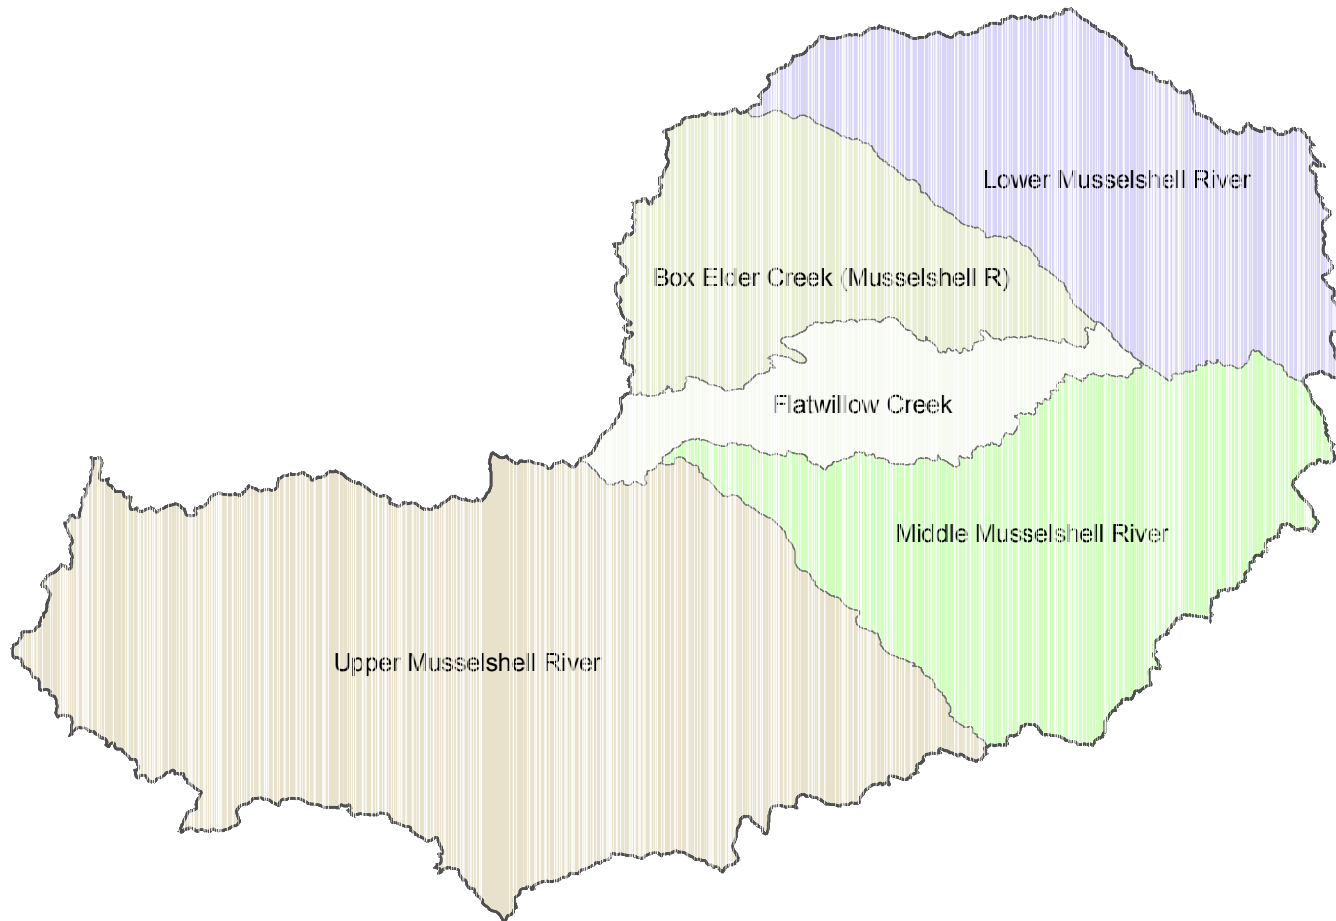 Lower Musselshell River
Box Elder Creek (Musselshell R)
Flatwillow Creek
Middle Musselshell River
Upper Musselshell River